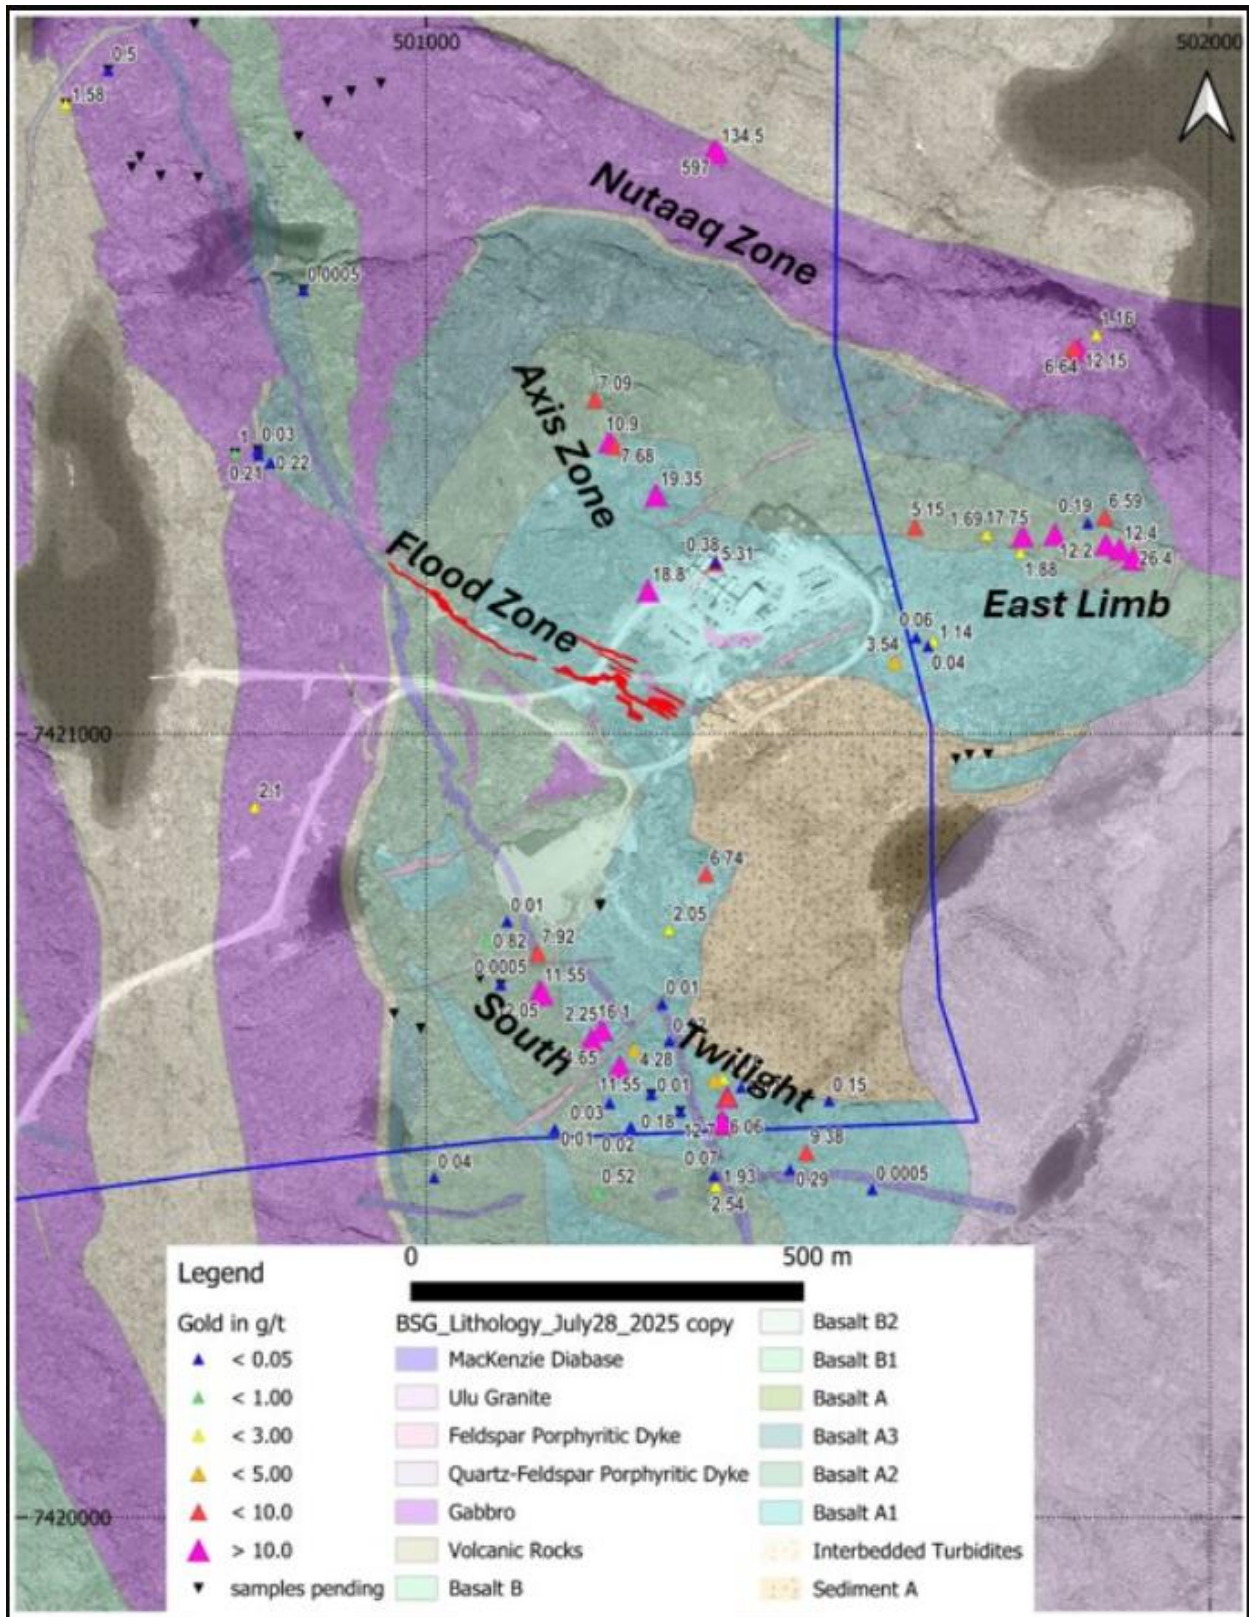 501000
502000
0.5
1.58
134.5
597
Nutaaq Zone
0.0005
1.16
6.64 12.15
7.09
Axis Zone
10.9
7.68
1 0.03
0.21 0.22
19.35
5.15 1.69 17.75 0.19 6.59
12.2 12.4
1.88 26.4
Flood Zone
0.38 5.31
18.8
East Limb
0.06 1.14
3.54 0.04
7421000
2.1
6.74
0.01 2.05
0.82 7.92
0.0005 11.55
2.05
0.01
2.25 16.1
South
Twilight
4.28
11.55 0.01
0.15
0.03
0.18 6.06
0.01 0.02
9.38
0.04
0.07
0.52 1.93 0.29 0.0005
2.54
0 500 m
Legend
Gold in g/t
< 0.05
< 1.00
< 3.00
< 5.00
< 10.0
> 10.0
samples pending
BSG_Lithology_July28_2025 copy
MacKenzie Diabase
Ulu Granite
Feldspar Porphyritic Dyke
Quartz-Feldspar Porphyritic Dyke
Gabbro
Volcanic Rocks
Basalt B
Basalt B2
Basalt B1
Basalt A
Basalt A3
Basalt A2
Basalt A1
Interbedded Turbidites
Sediment A
7420000